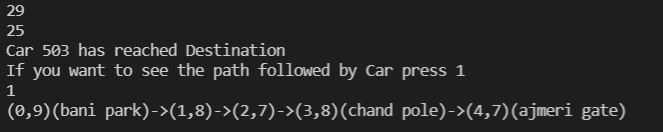 29
25
Car 503 has reached Destination
If you want to see the path followed by Car press 1
1
(0,9)(bani park)->(1,8)->(2,7)->(3,8)(chand pole)->(4,7)(ajmeri gate)